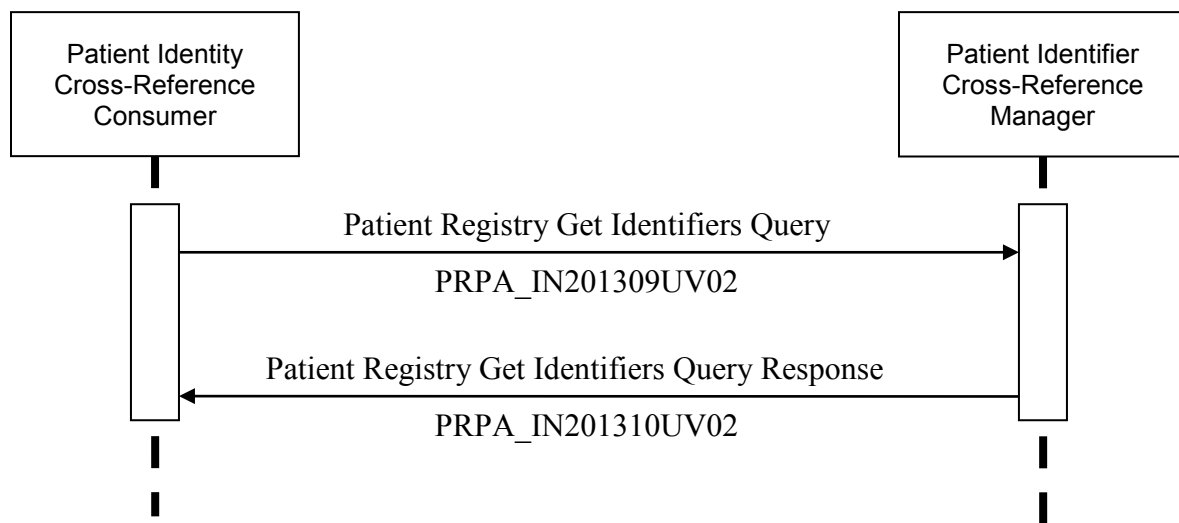 Patient Identity
Cross-Reference
Consumer
Patient Identifier
Cross-Reference
Manager
Patient Registry Get Identifiers Query
PRPA_IN201309UV02
Patient Registry Get Identifiers Query Response
PRPA_IN201310UV02